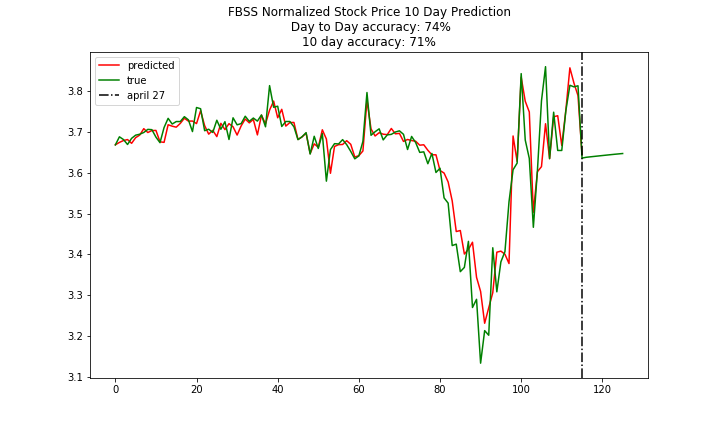 FBSS Normalized Stock Price 10 Day Prediction
Day to Day accuracy: 74%
10 day accuracy: 71%
predicted
true
april 27
3.8
3.7
3.6
3.5
3.4
3.3
3.2
3.1
0 20 40 60 80 100 120